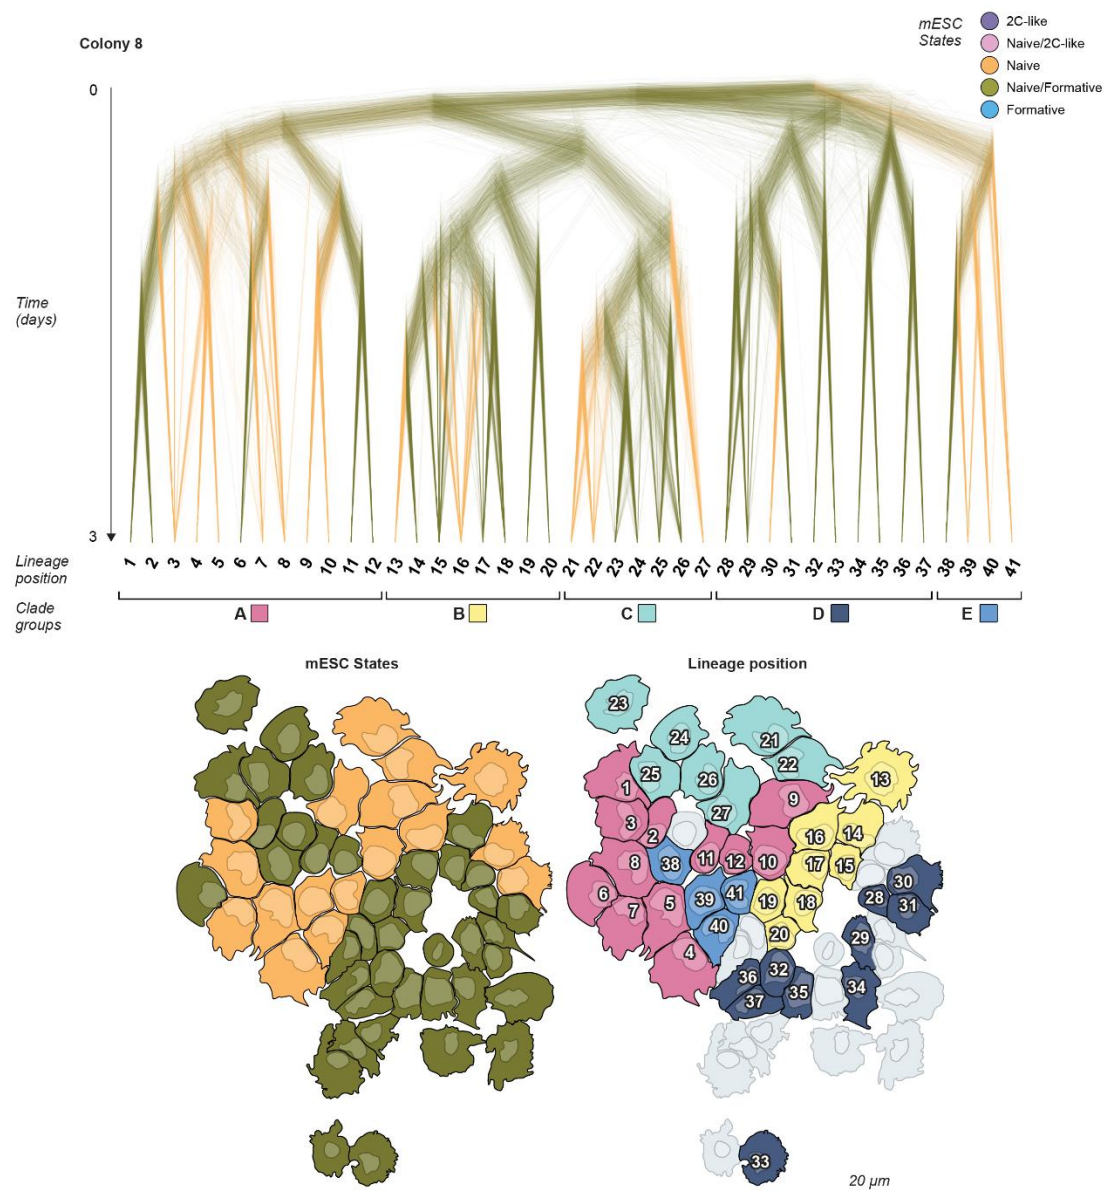 Colony 8
mESC
States
2C-like
Naive/2C-like
Naive
Naive/Formative
Formative
0
Time
(days)
3
Lineage
position
1 2 3 4 5 6 7 8 9 10 11 12 13 14 15 16 17 18 19 20 21 22 23 24 25 26 27 28 29 30 31 32 33 34 35 36 37 38 39 40 41
Clade
groups
A B C D E
mESC States
Lineage position
23
24
21
22
25
26
13
1
27
9
3
2
16
14
8
38
11
12
10
17
15
30
6
7
5
39
41
19
18
28
31
40
20
29
4
36
32
37
35
34
33
20 µm